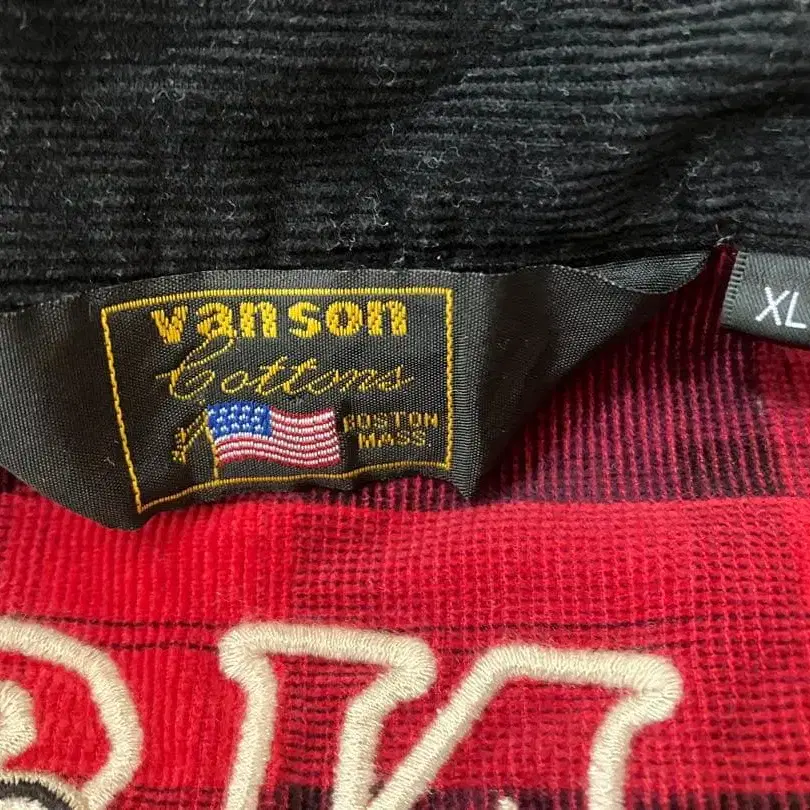 vanson
Cottons
BOSTON
MASS.
XL